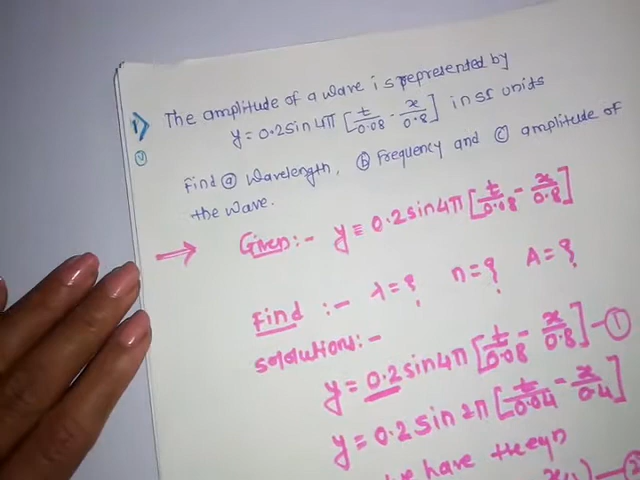 1)
The amplitude of a wave is represented by
y = 0.2 sin 4π [t/0.08 - x/0.8] in SI units
Find ⓐ wavelength, ⓑ Frequency and ⓒ amplitude of
the wave.
→ Given:- y = 0.2 sin 4π [t/0.08 - x/0.8]
Find :- λ = ? n = ? A = ?
Solution:-
y = 0.2 sin 4π [t/0.08 - x/0.8] - ①
y = 0.2 sin 2π [t/0.04 - x/0.4]
we have the eqn
②